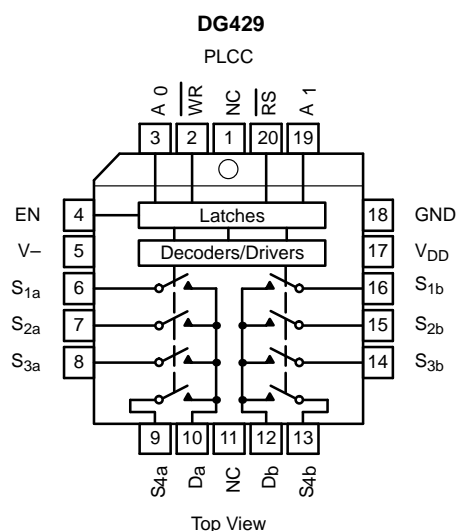 DG429
PLCC
A 0
WR
NC
RS
A 1
3
2
1
20
19
EN 4 Latches 18 GND
V– 5 Decoders/Drivers 17 VDD
S1a 6 16 S1b
S2a 7 15 S2b
S3a 8 14 S3b
9
10
11
12
13
S4a
Da
NC
Db
S4b
Top View